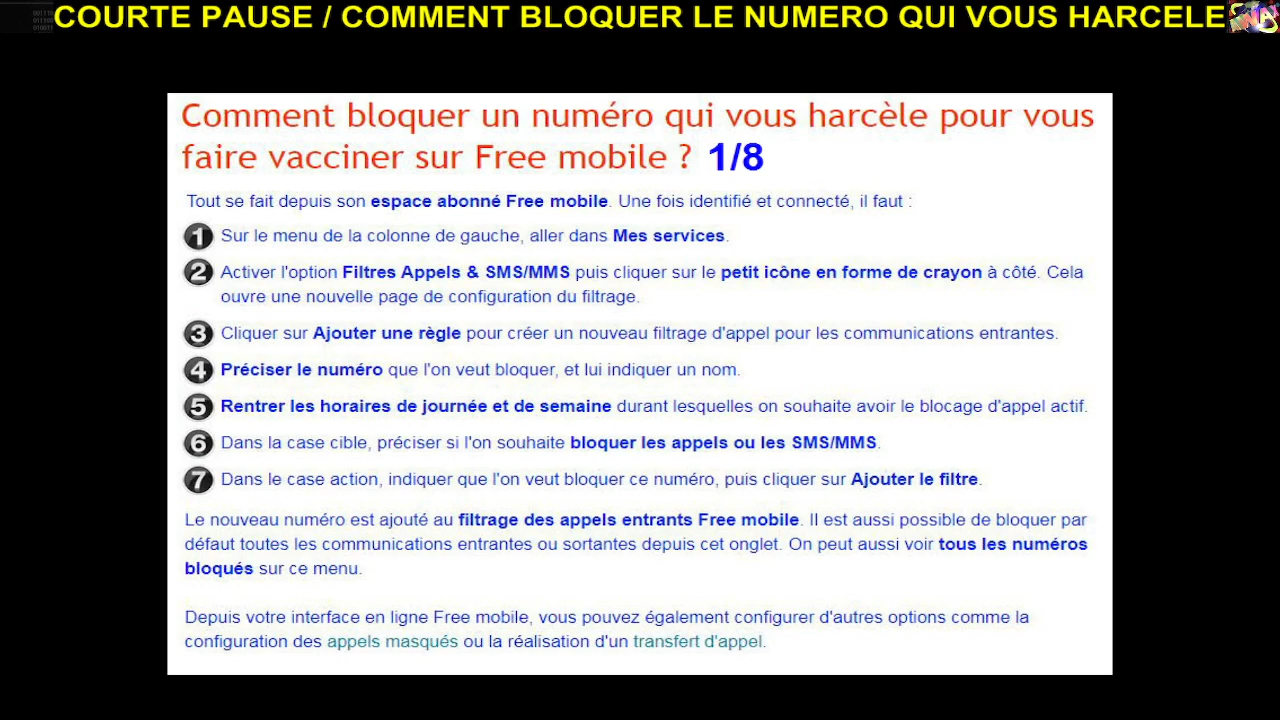 COURTE PAUSE / COMMENT BLOQUER LE NUMERO QUI VOUS HARCELE
Comment bloquer un numéro qui vous harcèle pour vous
faire vacciner sur Free mobile ? 1/8
Tout se fait depuis son espace abonné Free mobile. Une fois identifié et connecté, il faut :
1 Sur le menu de la colonne de gauche, aller dans Mes services.
2 Activer l'option Filtres Appels & SMS/MMS puis cliquer sur le petit icône en forme de crayon à côté. Cela
ouvre une nouvelle page de configuration du filtrage.
3 Cliquer sur Ajouter une règle pour créer un nouveau filtrage d'appel pour les communications entrantes.
4 Préciser le numéro que l'on veut bloquer, et lui indiquer un nom.
5 Rentrer les horaires de journée et de semaine durant lesquelles on souhaite avoir le blocage d'appel actif.
6 Dans la case cible, préciser si l'on souhaite bloquer les appels ou les SMS/MMS.
7 Dans le case action, indiquer que l'on veut bloquer ce numéro, puis cliquer sur Ajouter le filtre.
Le nouveau numéro est ajouté au filtrage des appels entrants Free mobile. Il est aussi possible de bloquer par
défaut toutes les communications entrantes ou sortantes depuis cet onglet. On peut aussi voir tous les numéros
bloqués sur ce menu.
Depuis votre interface en ligne Free mobile, vous pouvez également configurer d'autres options comme la
configuration des appels masqués ou la réalisation d'un transfert d'appel.